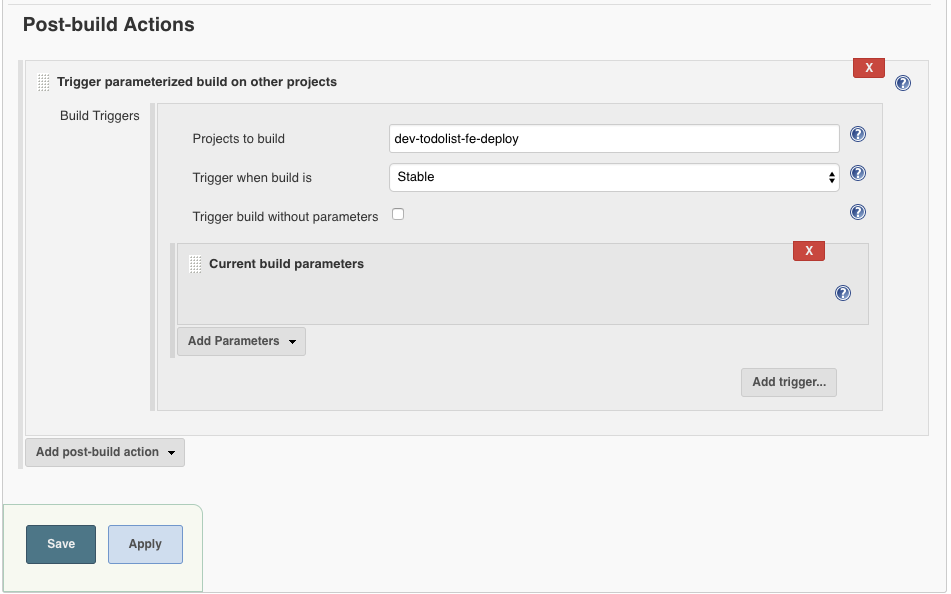 Post-build Actions
Trigger parameterized build on other projects
X
?
Build Triggers
Projects to build
dev-todolist-fe-deploy
?
Trigger when build is
Stable
?
Trigger build without parameters
?
Current build parameters
X
?
Add Parameters
Add trigger...
Add post-build action
Save
Apply